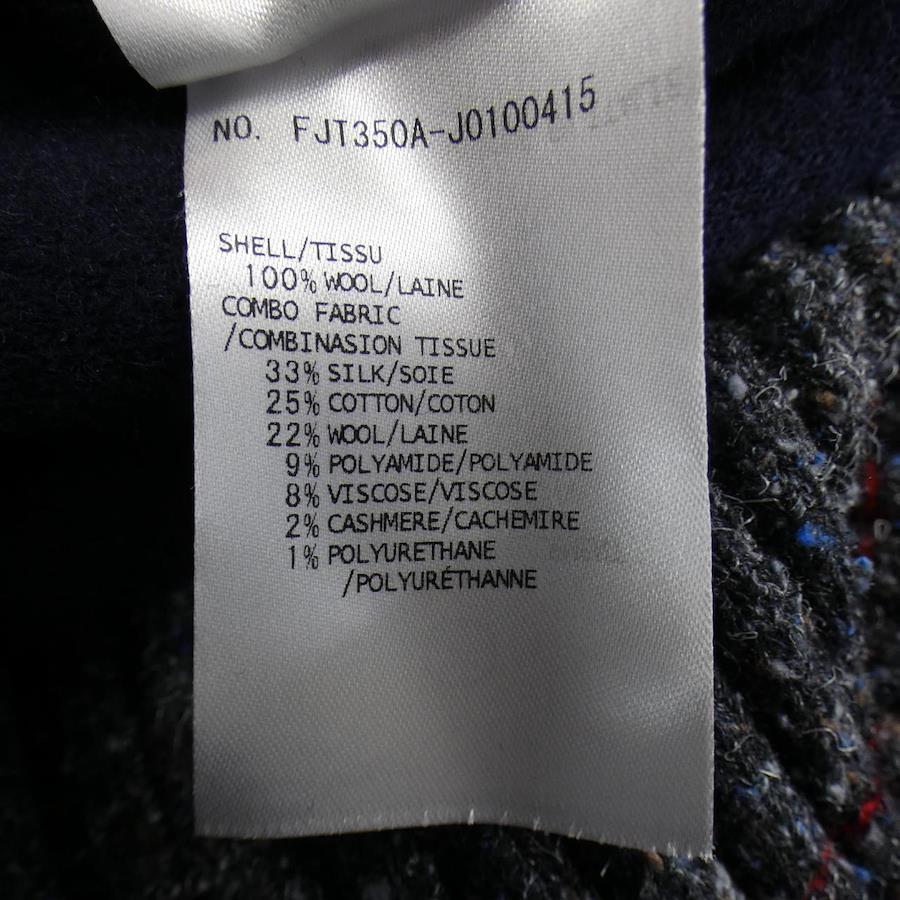 NO. FJT350A-J0100415
SHELL/TISSU
100% WOOL/LAINE
COMBO FABRIC
/COMBINASION TISSUE
33% SILK/SOIE
25% COTTON/COTON
22% WOOL/LAINE
9% POLYAMIDE/POLYAMIDE
8% VISCOSE/VISCOSE
2% CASHMERE/CACHEMIRE
1% POLYURETHANE
/POLYURÉTHANNE